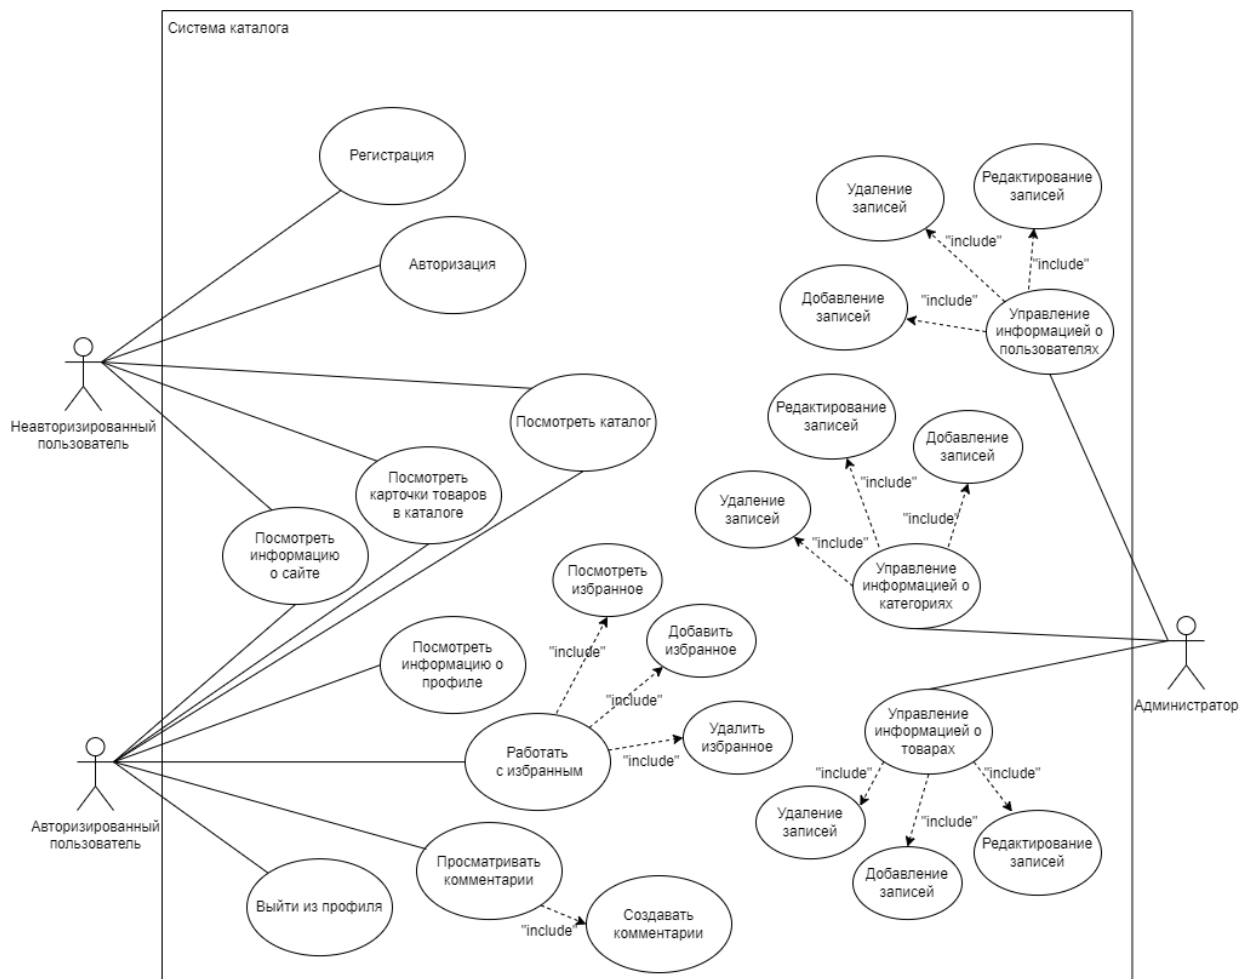 Система каталога
Регистрация
Авторизация
Неавторизированный
пользователь
Посмотреть каталог
Посмотреть
карточки товаров
в каталоге
Посмотреть
информацию
о сайте
Посмотреть
информацию о
профиле
Авторизированный
пользователь
Работать
с избранным
Посмотреть
избранное
"include"
Добавить
избранное
"include"
Удалить
избранное
"include"
Просматривать
комментарии
"include"
Создавать
комментарии
Выйти из профиля
Удаление
записей
Редактирование
записей
"include"
"include"
Добавление
записей
"include"
Управление
информацией о
пользователях
Редактирование
записей
Добавление
записей
"include"
Удаление
записей
"include"
"include"
Управление
информацией о
категориях
Администратор
Управление
информацией о
товарах
"include"
"include"
Удаление
записей
"include"
Редактирование
записей
Добавление
записей